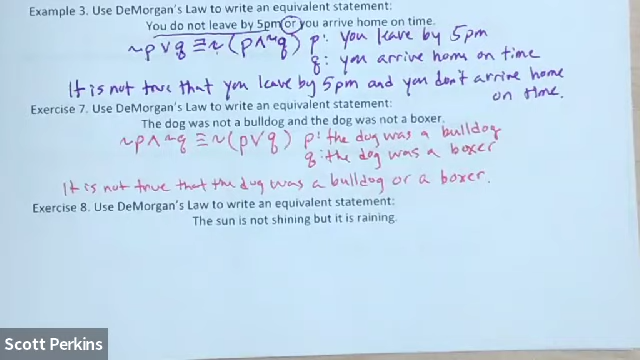 Example 3. Use DeMorgan's Law to write an equivalent statement:
You do not leave by 5pm or you arrive home on time.
~p ∨ q ≡ ~(p ∧ ~q) p: you leave by 5pm
q: you arrive home on time
It is not true that you leave by 5pm and you don't arrive home
on time.
Exercise 7. Use DeMorgan's Law to write an equivalent statement:
The dog was not a bulldog and the dog was not a boxer.
~p ∧ ~q ≡ ~(p ∨ q) p: the dog was a bulldog
q: the dog was a boxer
It is not true that the dog was a bulldog or a boxer.
Exercise 8. Use DeMorgan's Law to write an equivalent statement:
The sun is not shining but it is raining.
Scott Perkins